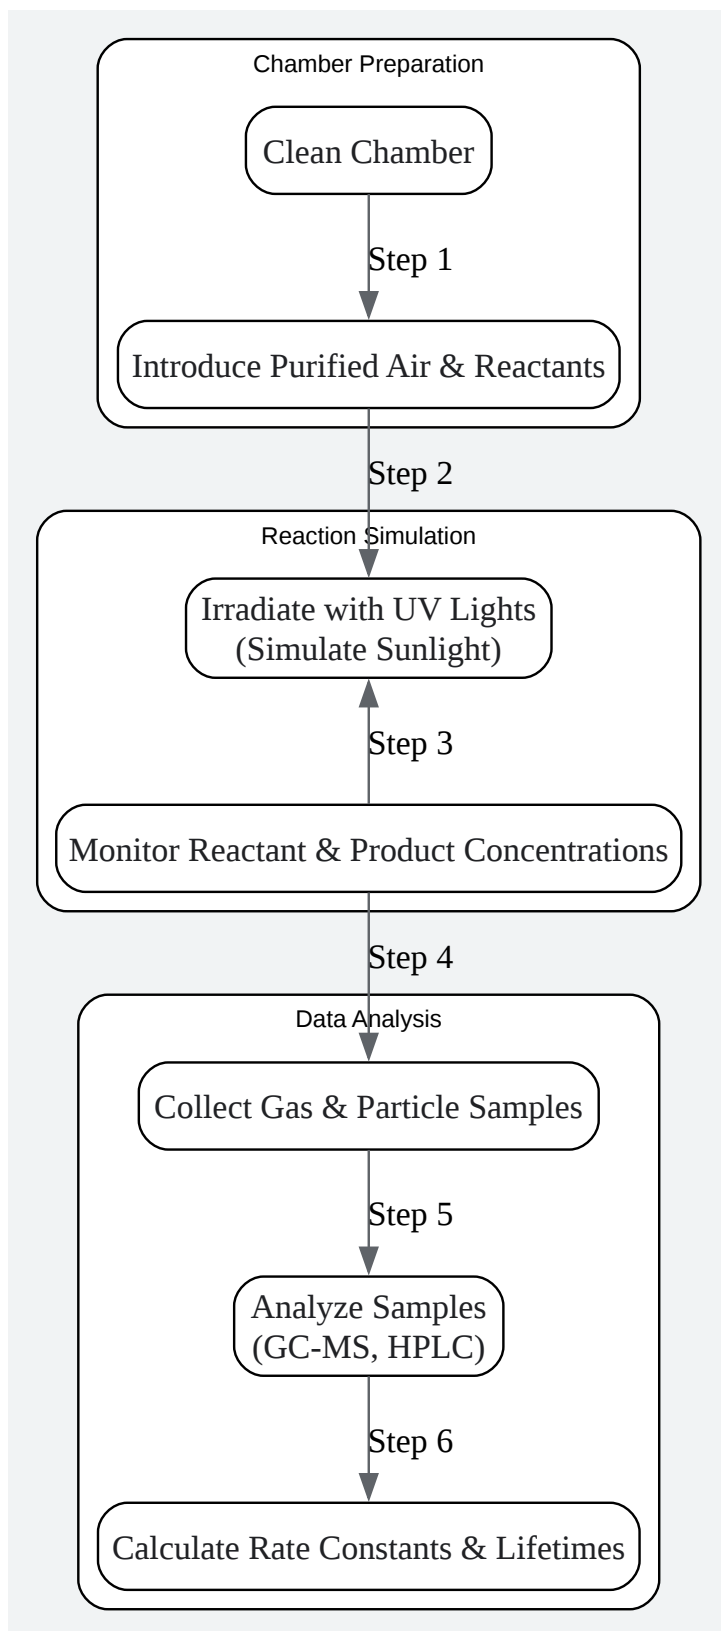 Chamber Preparation
Clean Chamber
Step 1
Introduce Purified Air & Reactants
Step 2
Reaction Simulation
Irradiate with UV Lights
(Simulate Sunlight)
Step 3
Monitor Reactant & Product Concentrations
Step 4
Data Analysis
Collect Gas & Particle Samples
Step 5
Analyze Samples
(GC-MS, HPLC)
Step 6
Calculate Rate Constants & Lifetimes